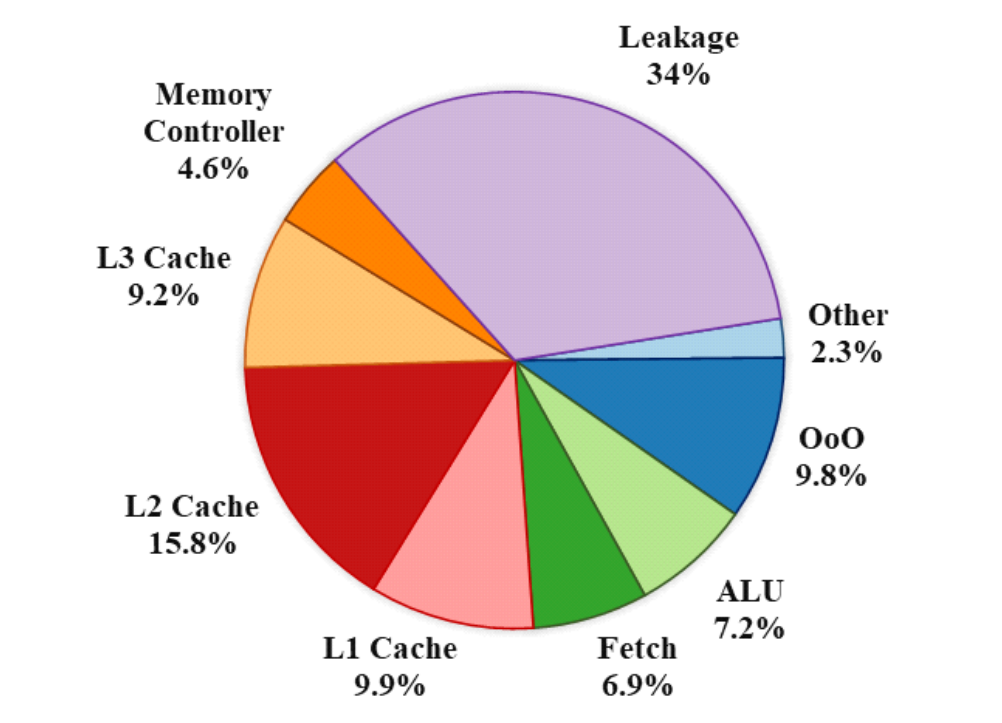 Leakage
34%
Memory
Controller
4.6%
L3 Cache
9.2%
Other
2.3%
OoO
9.8%
L2 Cache
15.8%
ALU
7.2%
L1 Cache
9.9%
Fetch
6.9%